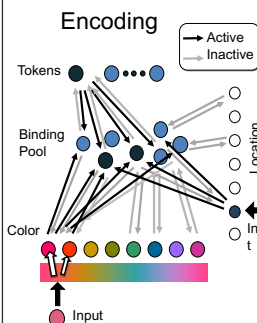 Encoding
Active
Inactive
Tokens
Binding
Pool
Location
Color
In
t
Input